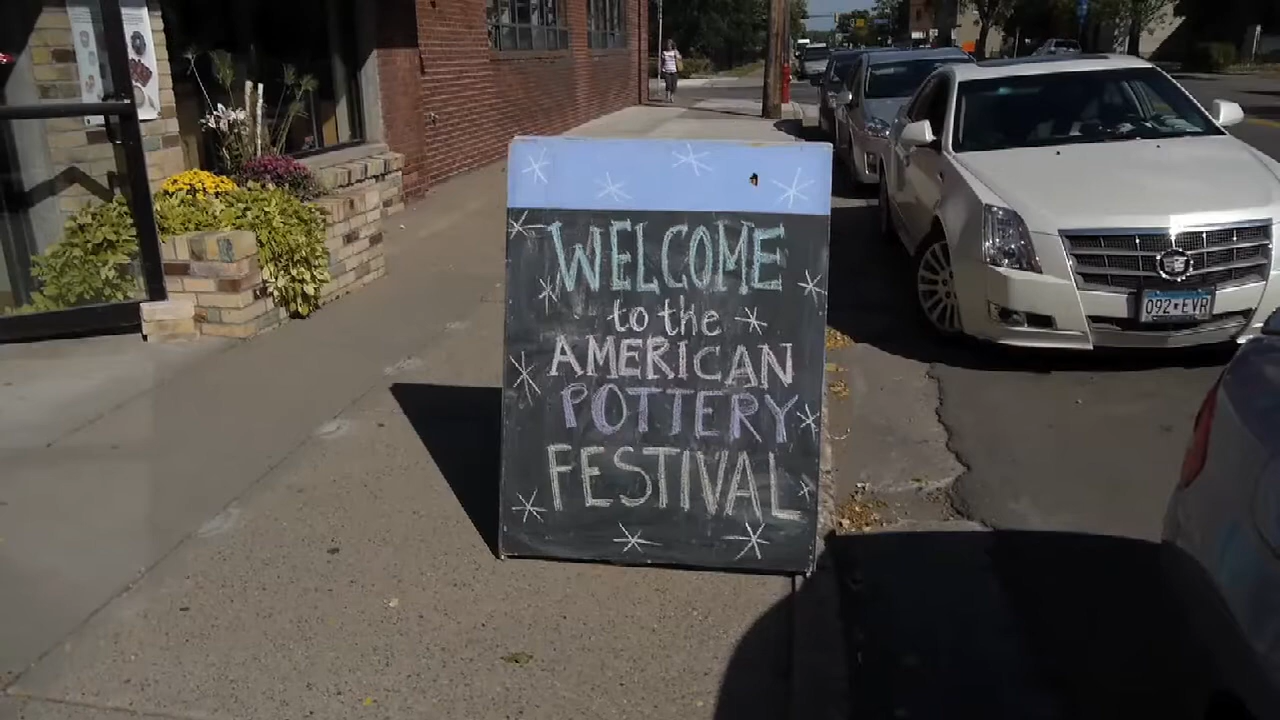 WELCOME
to the
AMERICAN
POTTERY
FESTIVAL
092 EVR